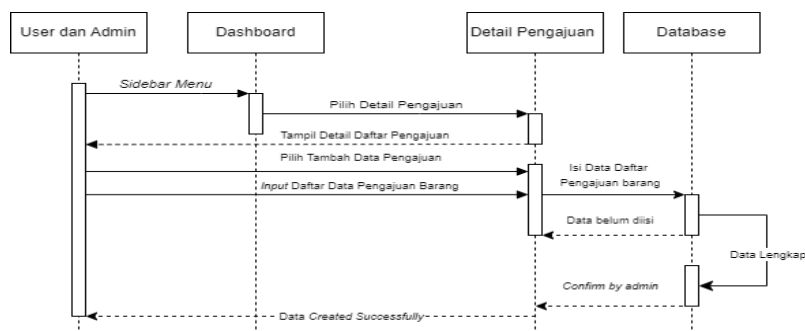 User dan Admin
Dashboard
Detail Pengajuan
Database
Sidebar Menu
Pilih Detail Pengajuan
Tampil Detail Daftar Pengajuan
Pilih Tambah Data Pengajuan
Isi Data Daftar
Pengajuan barang
Input Daftar Data Pengajuan Barang
Data belum diisi
Data Lengkap
Confirm by admin
Data Created Successfully